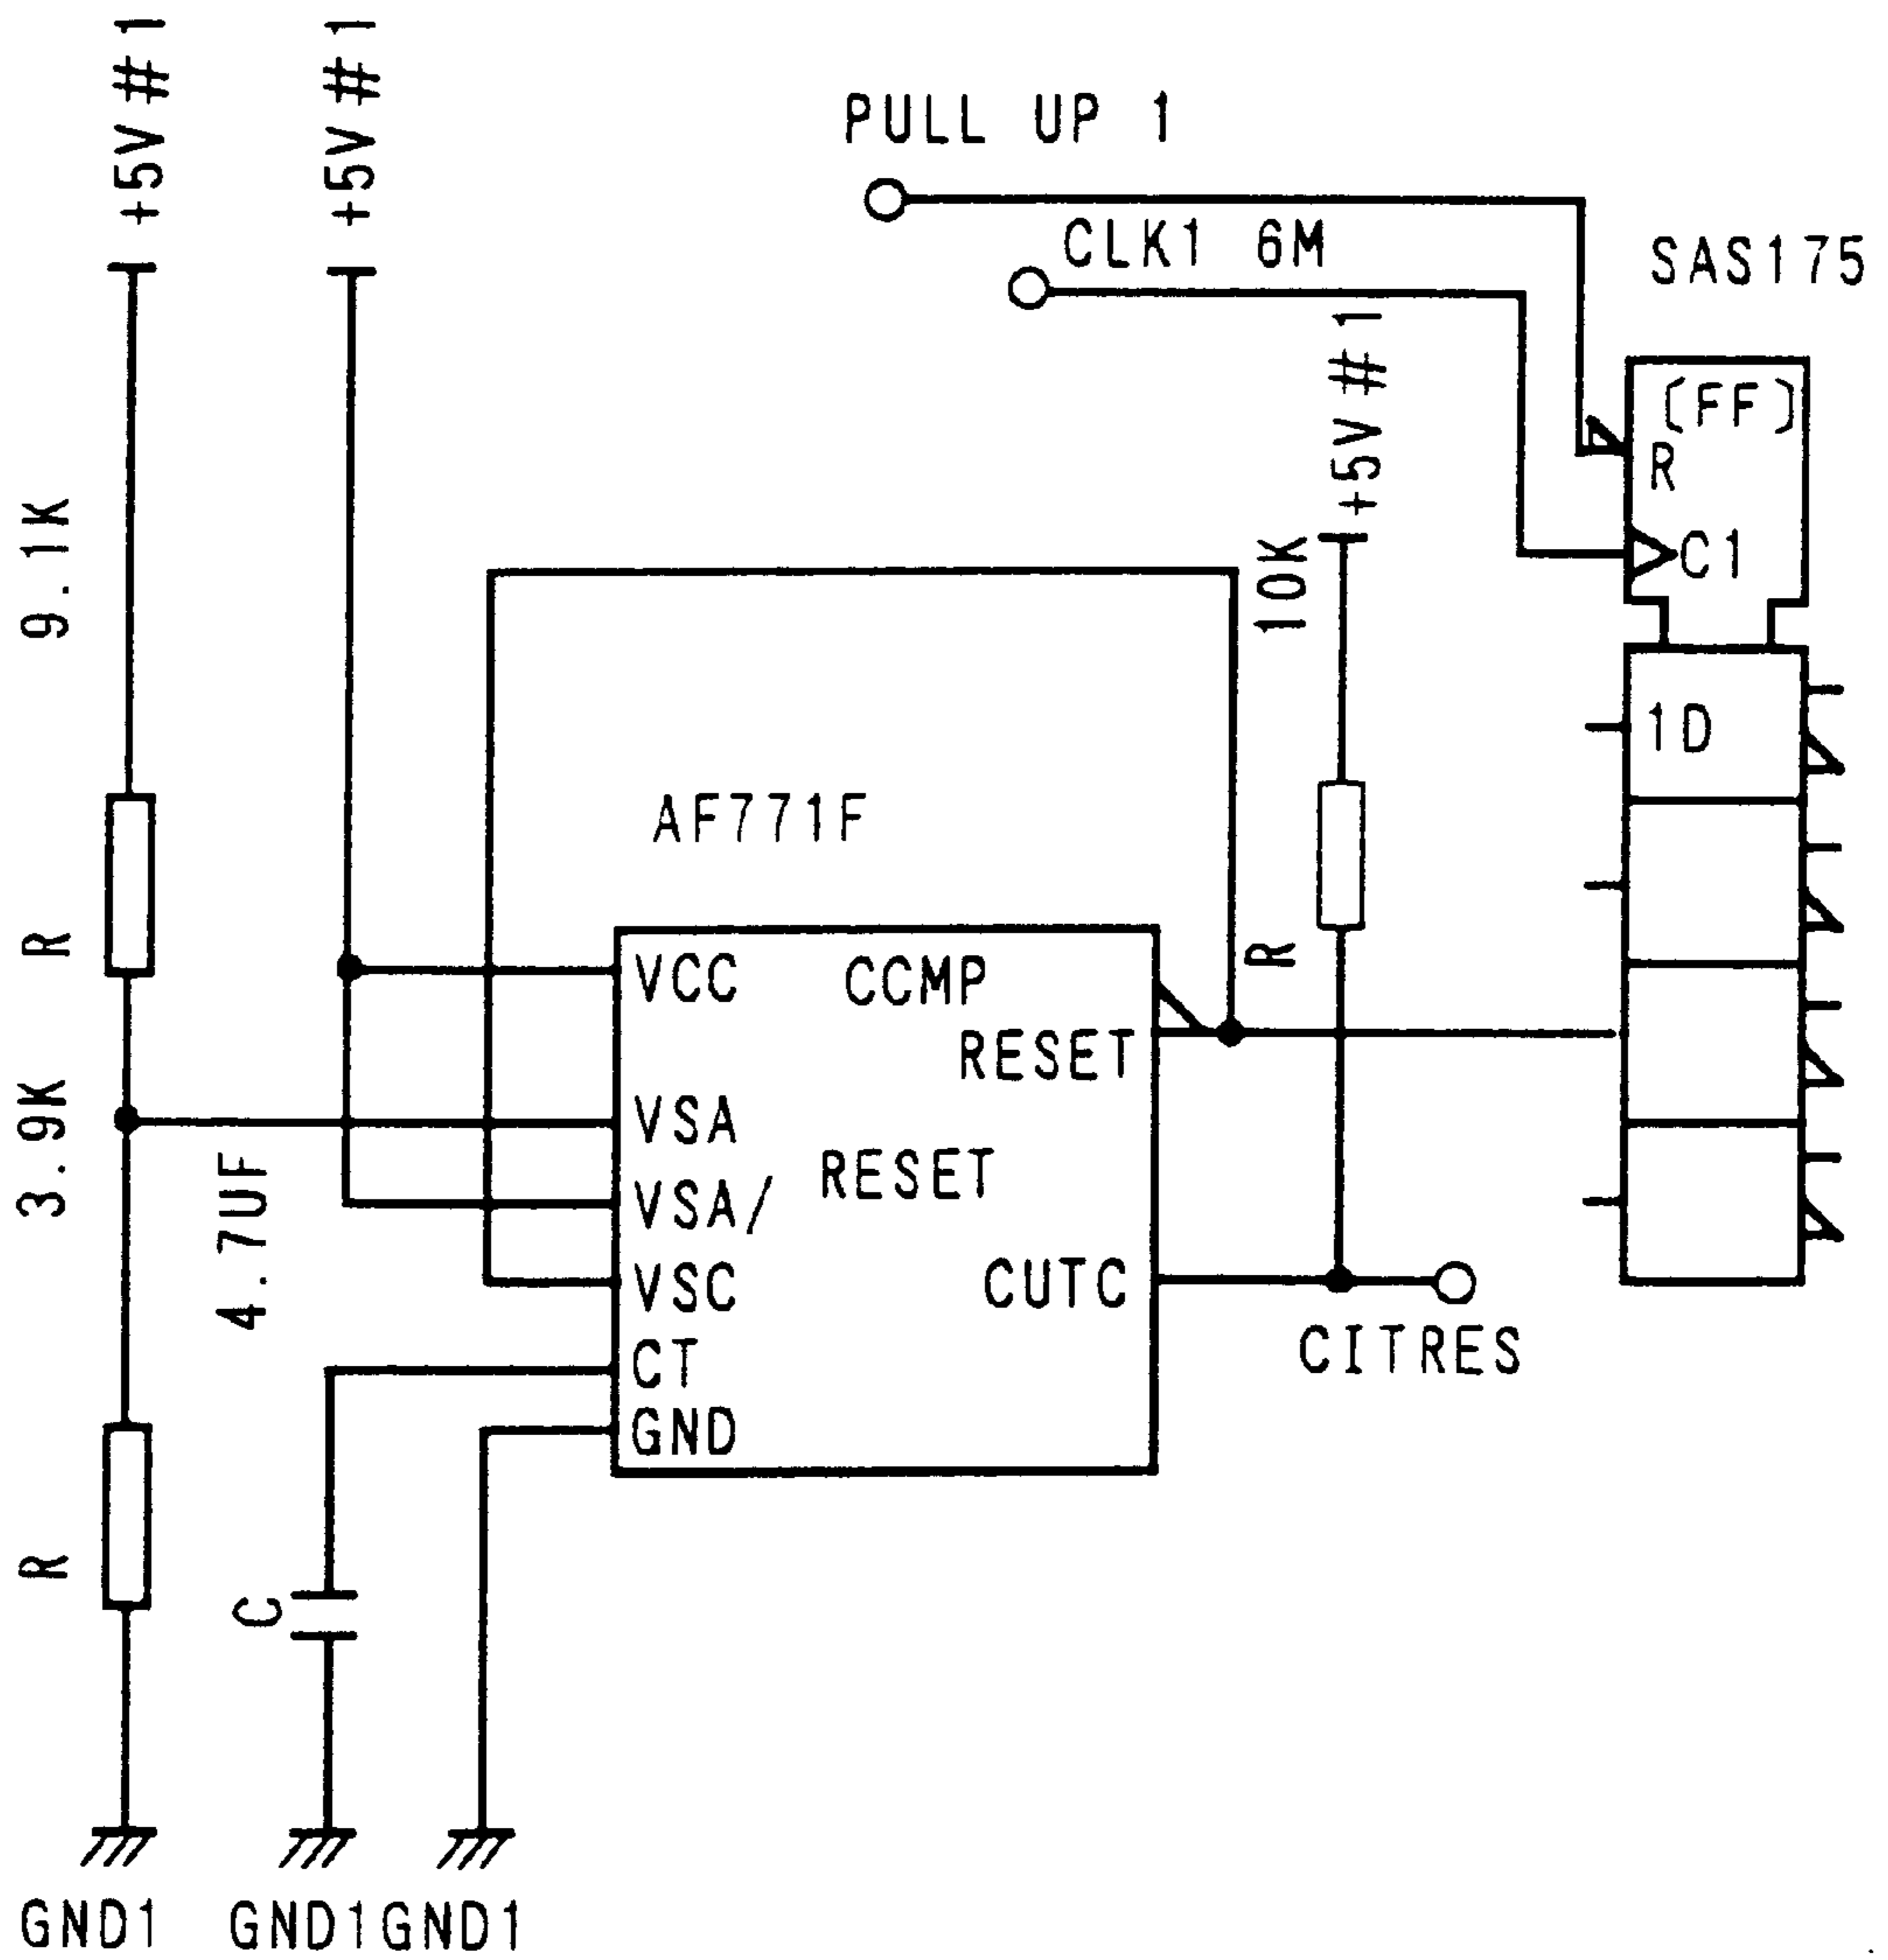 +5V #1
+5V #1
PULL UP 1
CLK1 6M
SAS175
+5V #1
(FF)
R
C1
9.1K
10K
1D
AF771F
R
R
VCC
CCMP
RESET
3.9K
VSA
4.7UF
RESET
VSA/
VSC
CUTC
CITRES
CT
GND
R
C
GND1
GND1
GND1